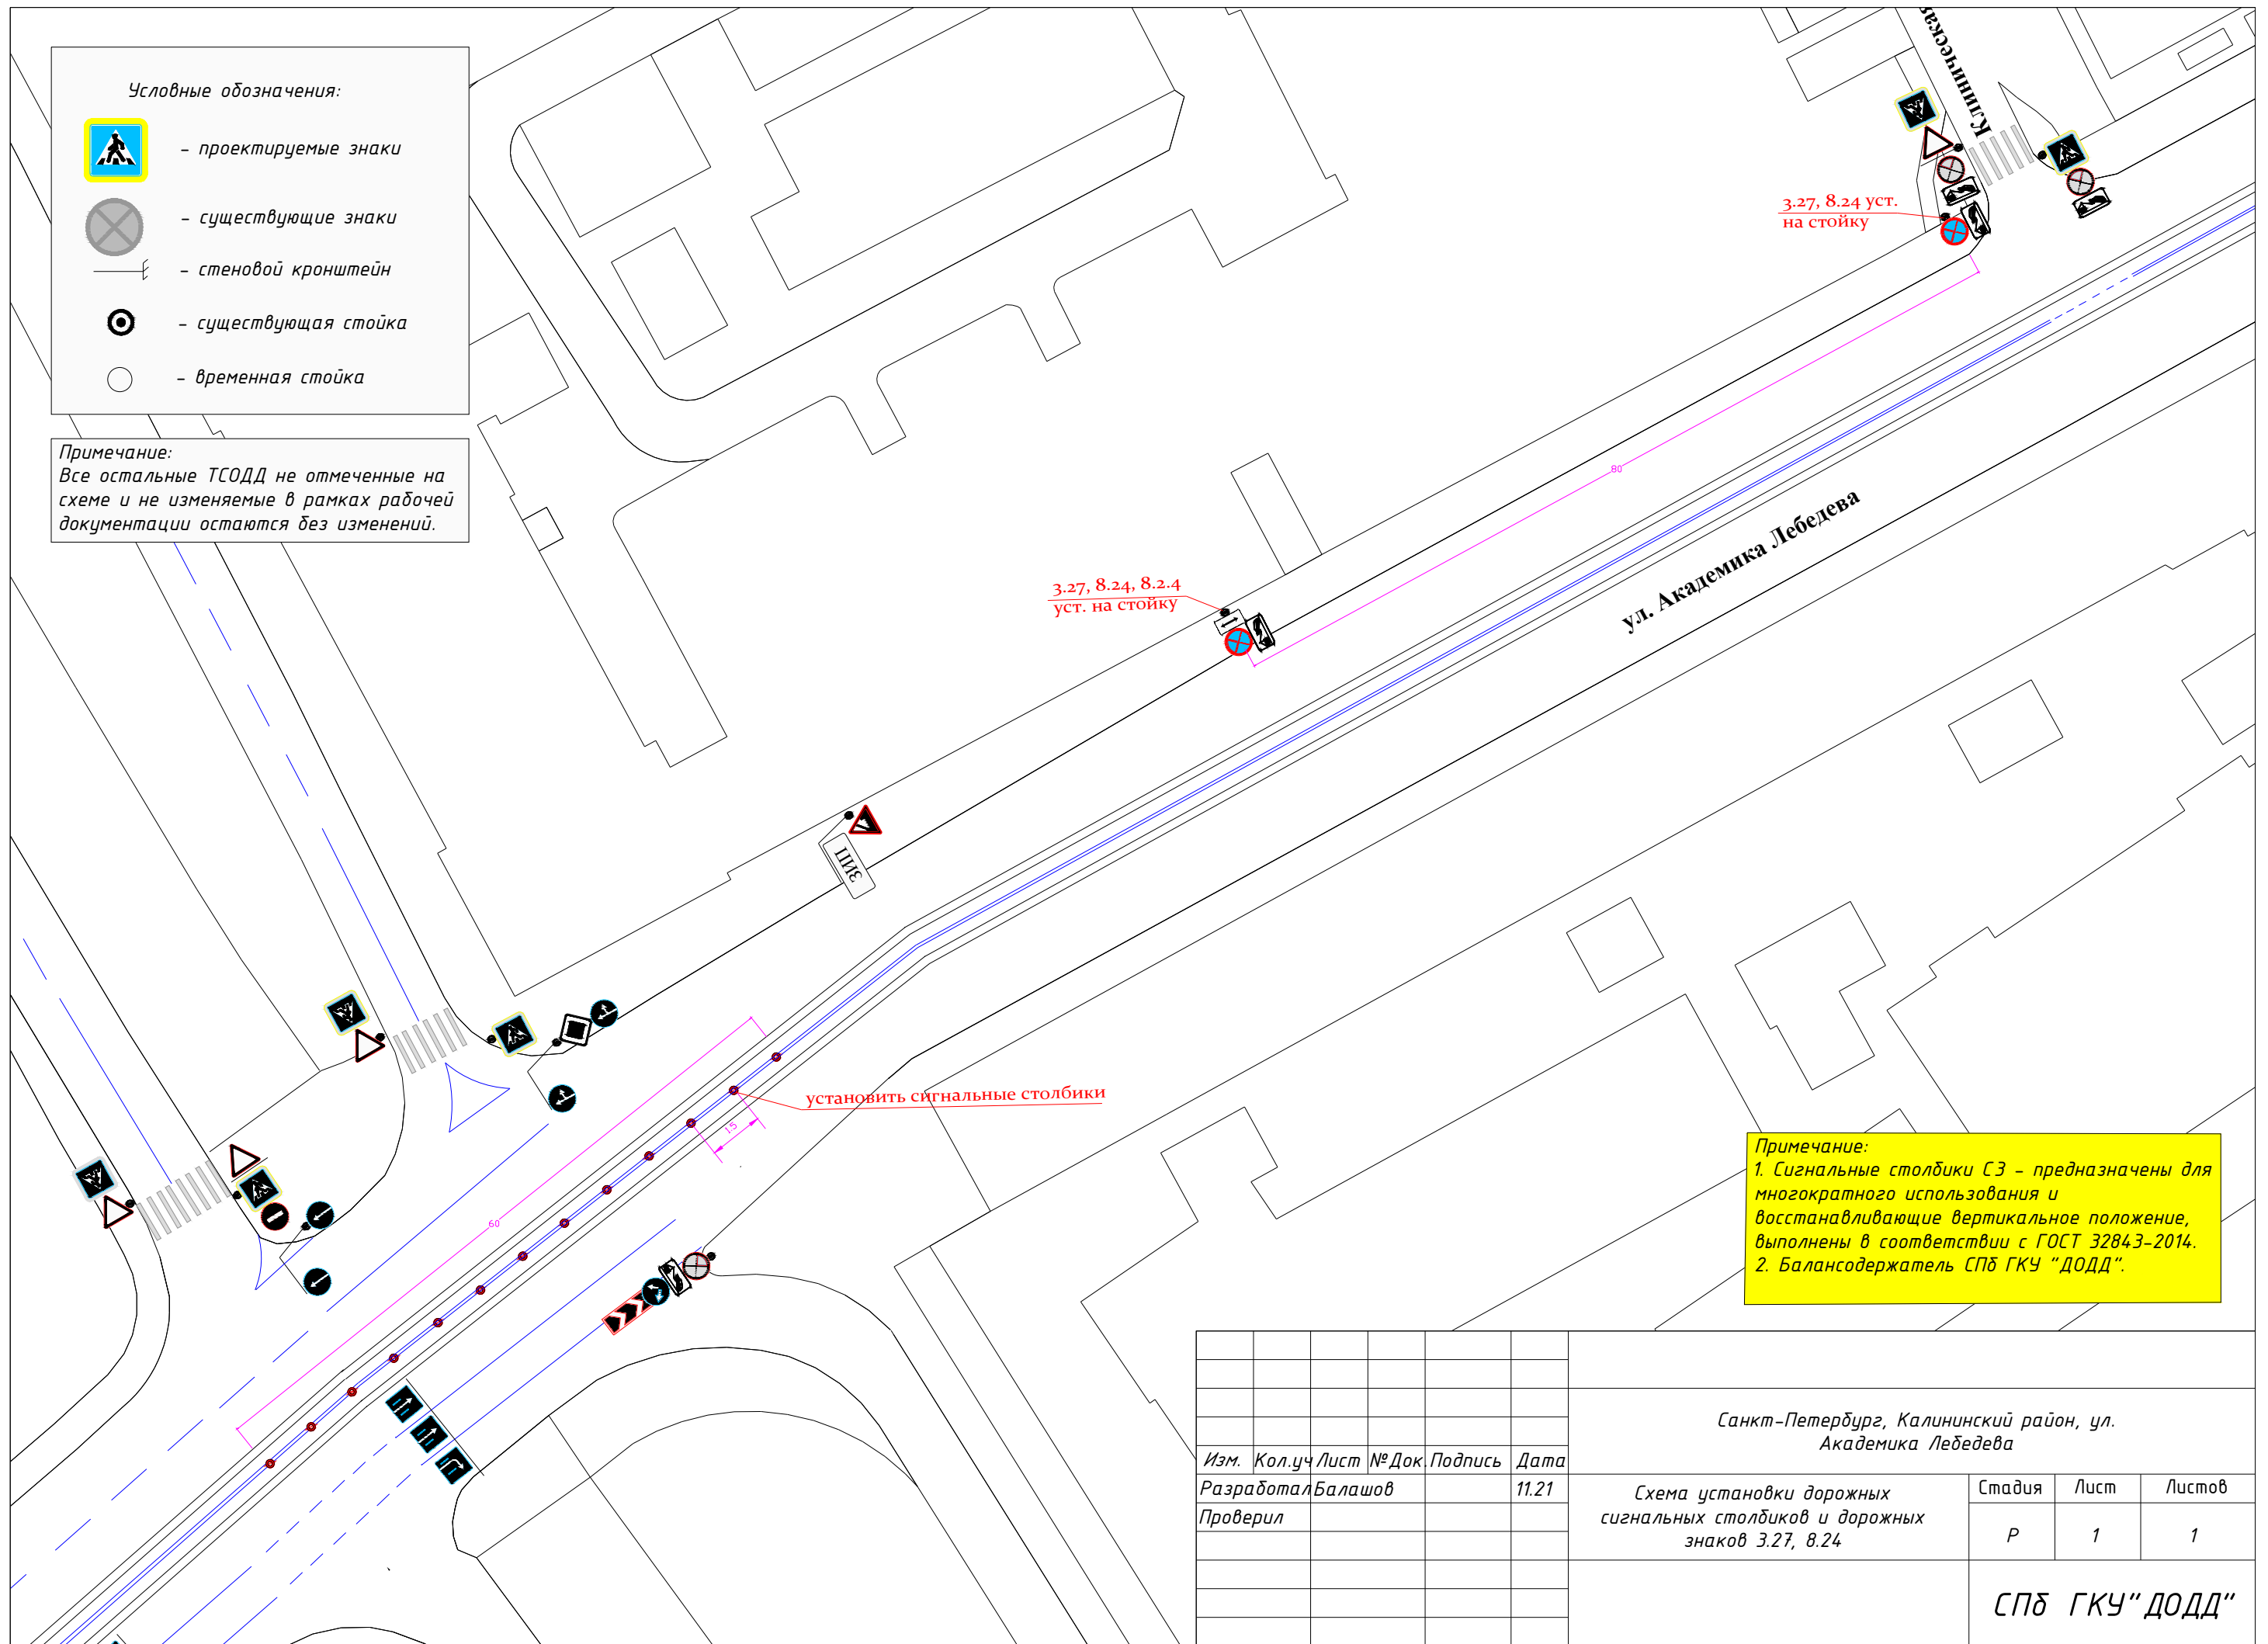 Условные обозначения:
- проектируемые знаки
- существующие знаки
- стеновой кронштейн
- существующая стойка
- временная стойка
Примечание:
Все остальные ТСОДД не отмеченные на
схеме и не изменяемые в рамках рабочей
документации остаются без изменений.
Клиническая
3.27, 8.24 уст.
на стойку
80
ул. Академика Лебедева
3.27, 8.24, 8.2.4
уст. на стойку
ЗИП
установить сигнальные столбики
15
60
Примечание:
1. Сигнальные столбики С3 - предназначены для
многократного использования и
восстанавливающие вертикальное положение,
выполнены в соответствии с ГОСТ 32843-2014.
2. Балансодержатель СПб ГКУ "ДОДД".
Санкт-Петербург, Калининский район, ул.
Академика Лебедева
Изм. Кол.уч Лист №Док. Подпись Дата
Разработал Балашов 11.21
Проверил
Схема установки дорожных
сигнальных столбиков и дорожных
знаков 3.27, 8.24
Стадия Лист Листов
Р 1 1
СПб ГКУ"ДОДД"